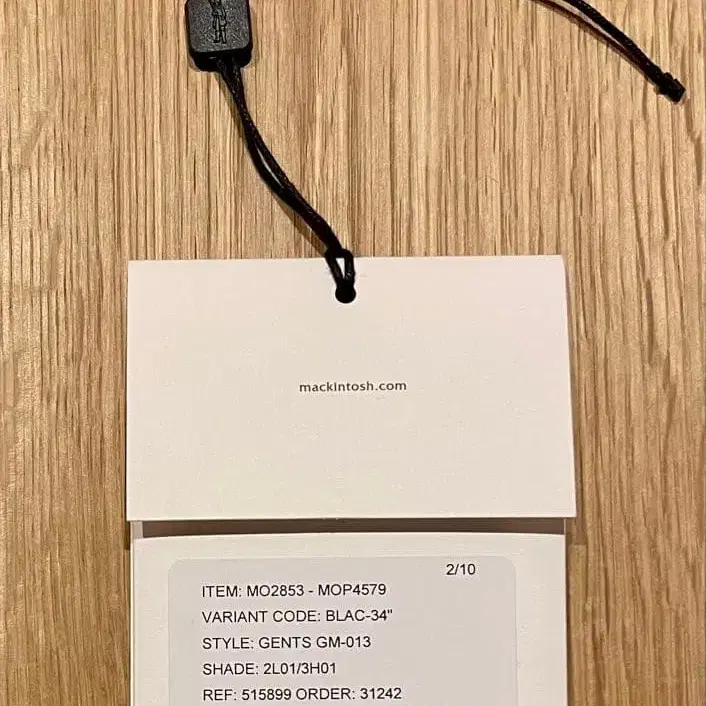 mackintosh.com
2/10
ITEM: MO2853 - MOP4579
VARIANT CODE: BLAC-34"
STYLE: GENTS GM-013
SHADE: 2L01/3H01
REF: 515899 ORDER: 31242